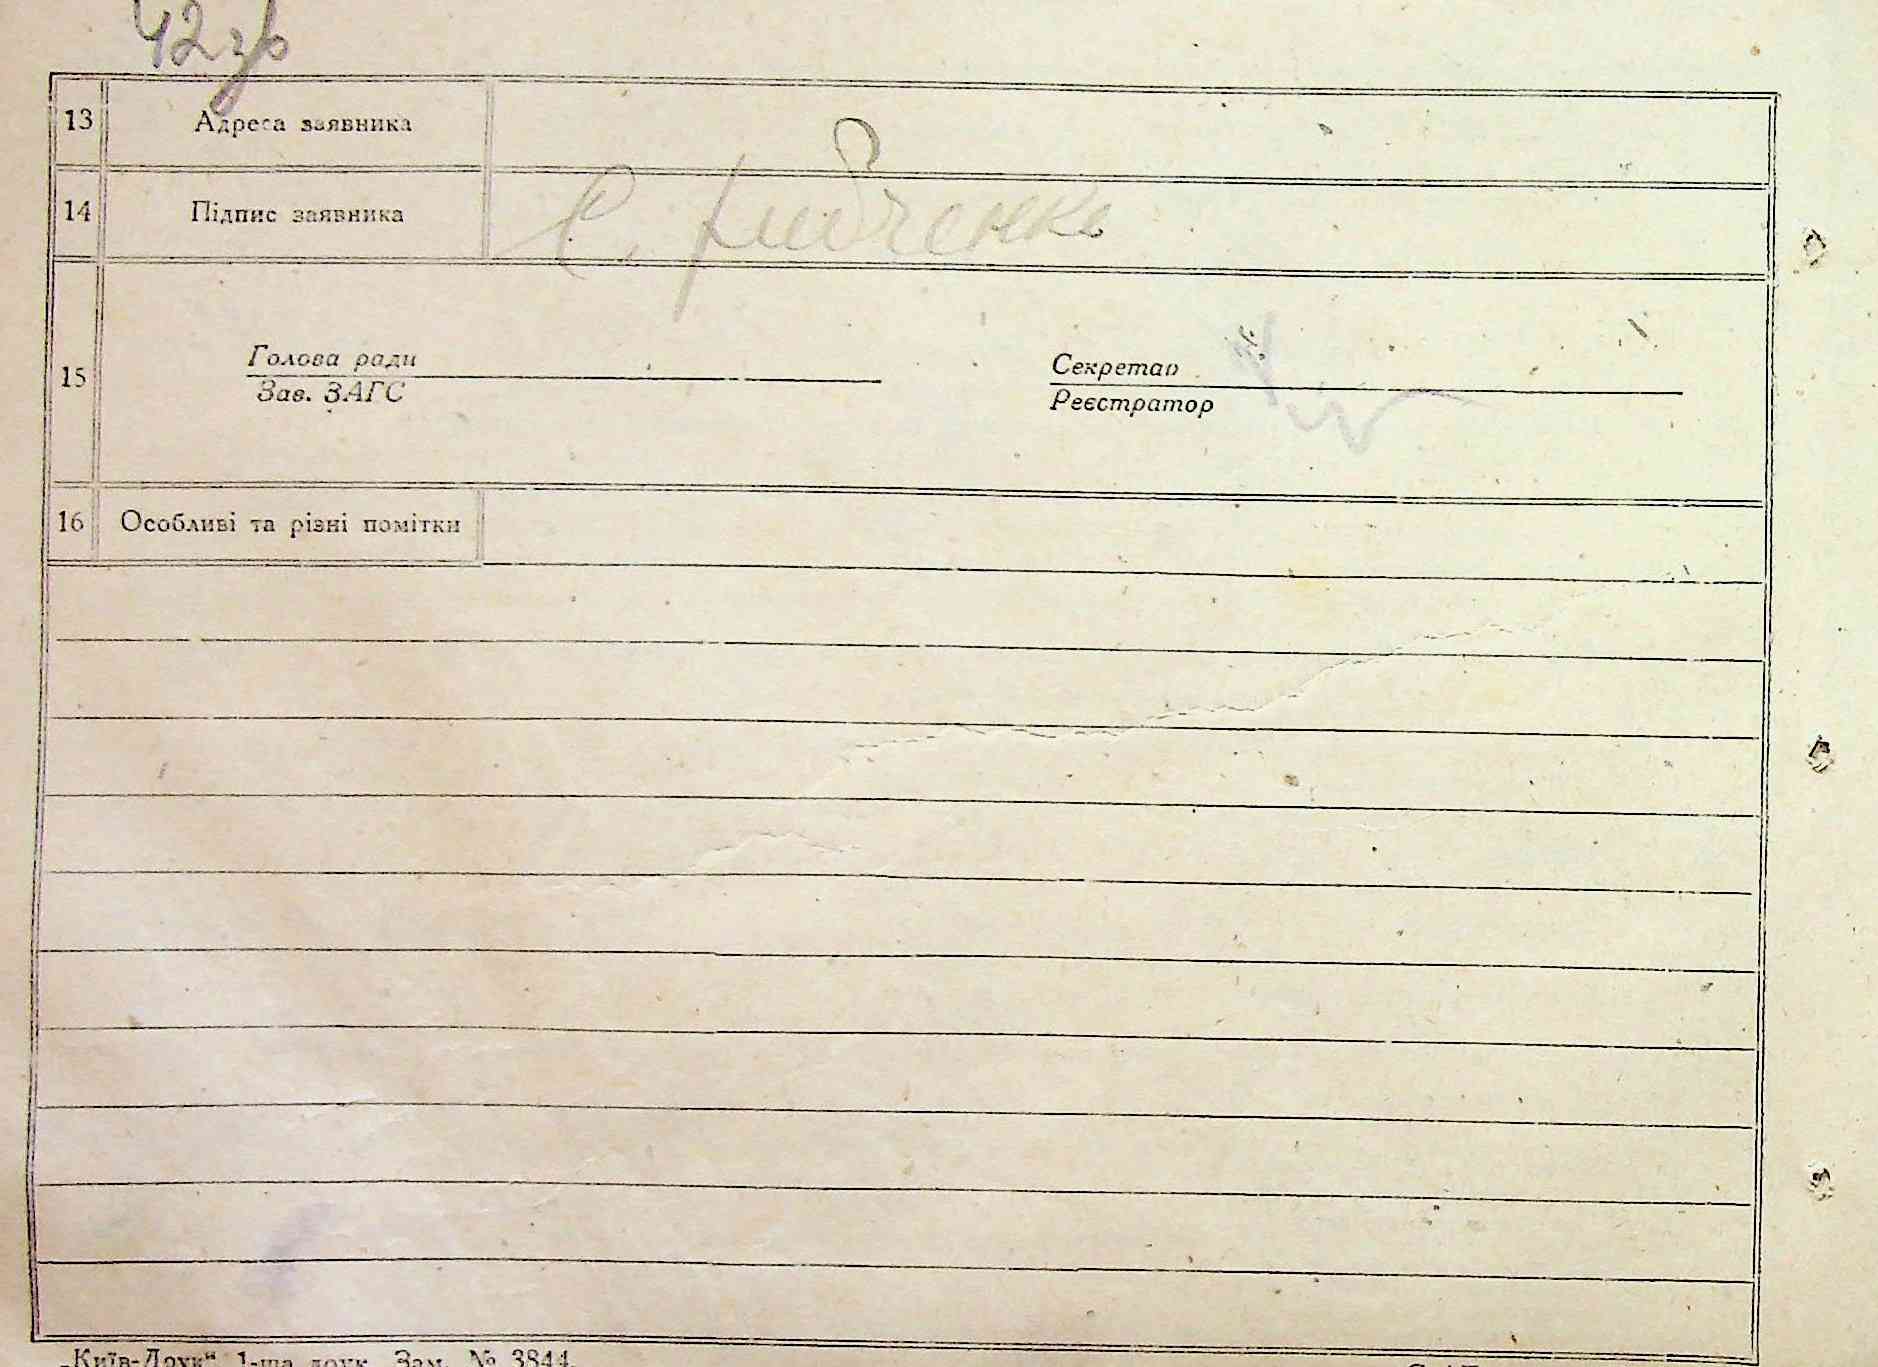 42зв
13 Адреса заявника
14 Підпис заявника
15 Голова ради
Зав. ЗАГС
Секретар
Реєстратор
16 Особливі та різні помітки
„Київ-Друк“ 1-ша друк. Зам. № 3844.